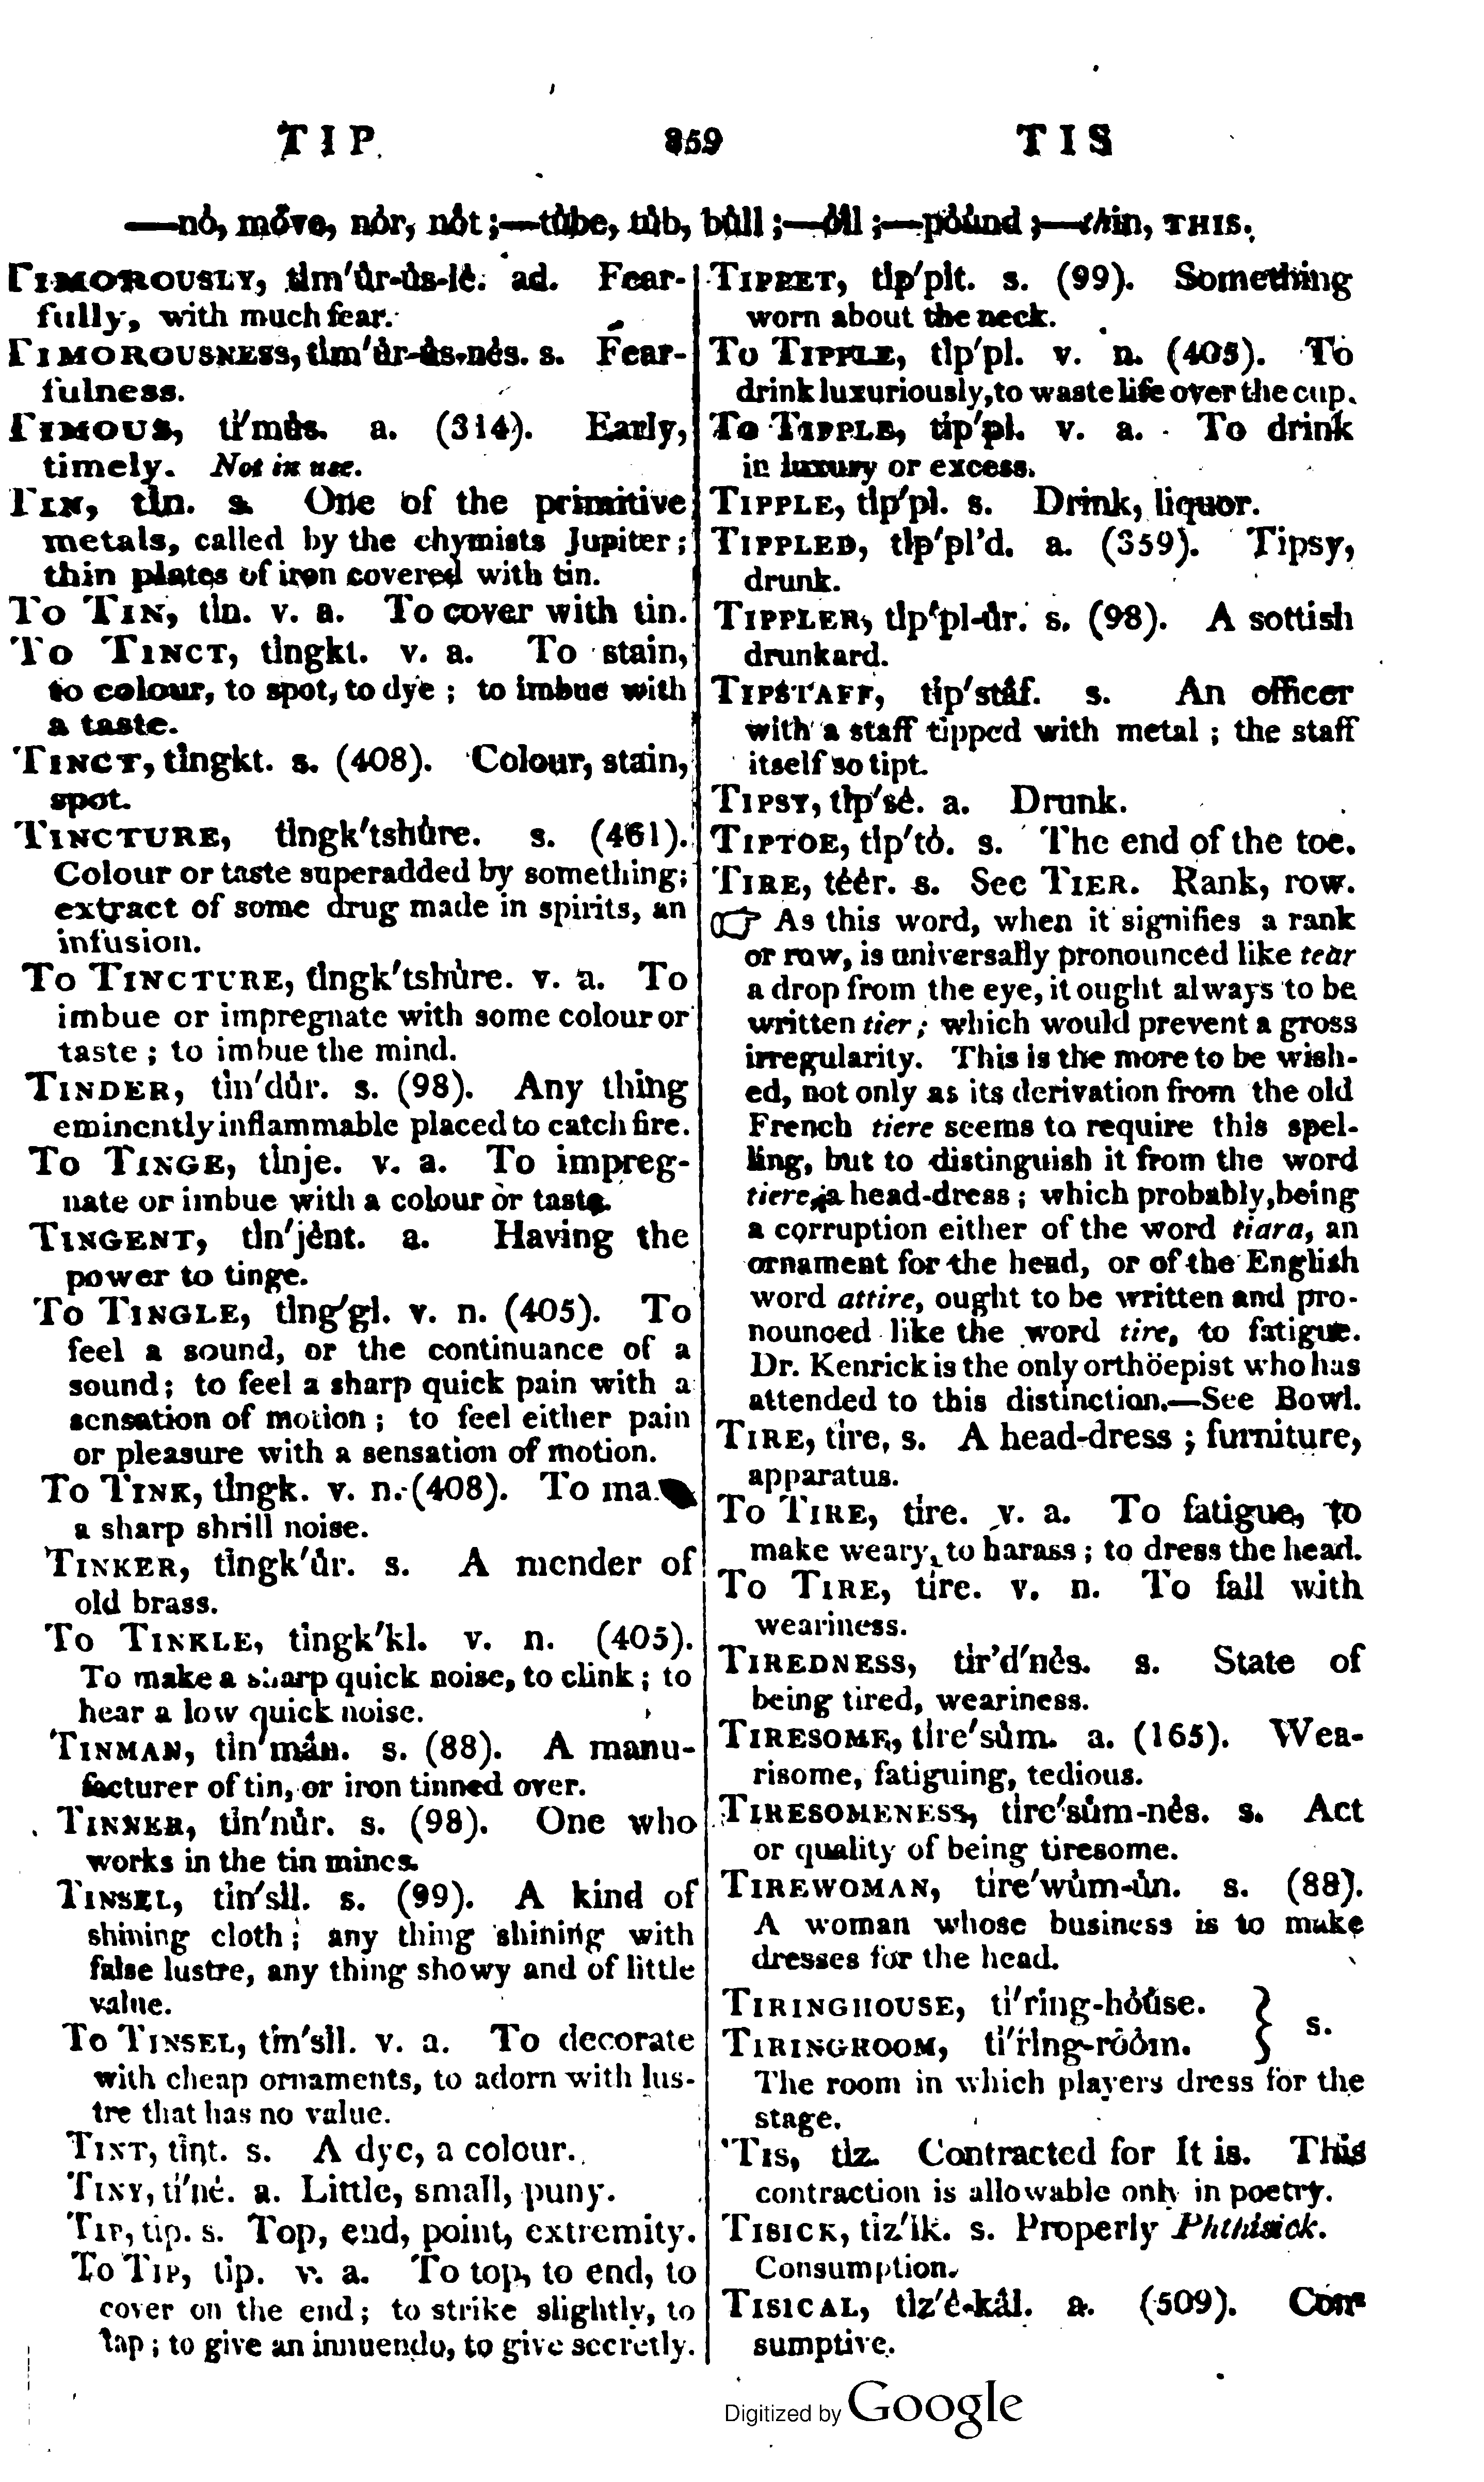 TIP 859 TIS
—nò, mȯve, nȯr, nȯt;—tùbe, tùb, bùll;—ȯil;—pȯùnd;—thin, THIS.
TIMOROUSLY, tìm'ùr-ùs-lè. ad. Fear-
fully, with much fear.
TIMOROUSNESS, tìm'ùr-ùs-nès. s. Fear-
fulness.
TIMOUS, tì'mùs. a. (314). Early,
timely. Not in use.
TIN, tìn. s. One of the primitive
metals, called by the chymists Jupiter;
thin plates of iron covered with tin.
To TIN, tìn. v. a. To cover with tin.
To TINCT, tìngkt. v. a. To stain,
to colour, to spot, to dye; to imbue with
a taste.
TINCT, tìngkt. s. (408). Colour, stain,
spot.
TINCTURE, tìngk'tshùre. s. (461).
Colour or taste superadded by something;
extract of some drug made in spirits, an
infusion.
To TINCTURE, tìngk'tshùre. v. a. To
imbue or impregnate with some colour or
taste; to imbue the mind.
TINDER, tìn'dùr. s. (98). Any thing
eminently inflammable placed to catch fire.
To TINGE, tìnje. v. a. To impreg-
nate or imbue with a colour or taste.
TINGENT, tìn'jènt. a. Having the
power to tinge.
To TINGLE, tìng'gl. v. n. (405). To
feel a sound, or the continuance of a
sound; to feel a sharp quick pain with a
sensation of motion; to feel either pain
or pleasure with a sensation of motion.
To TINK, tìngk. v. n. (408). To ma
a sharp shrill noise.
TINKER, tìngk'ùr. s. A mender of
old brass.
To TINKLE, tìngk'kl. v. n. (405).
To make a sharp quick noise, to clink; to
hear a low quick noise.
TINMAN, tìn'màn. s. (88). A manu-
facturer of tin, or iron tinned over.
TINNER, tìn'nùr. s. (98). One who
works in the tin mines.
TINSEL, tìn'sìl. s. (99). A kind of
shining cloth; any thing shining with
false lustre, any thing showy and of little
value.
To TINSEL, tìn'sìl. v. a. To decorate
with cheap ornaments, to adorn with lus-
tre that has no value.
TINT, tìnt. s. A dye, a colour.
TINY, tì'nè. a. Little, small, puny.
TIP, tìp. s. Top, end, point, extremity.
To TIP, tìp. v. a. To top, to end, to
cover on the end; to strike slightly, to
tap; to give an innuendo, to give secretly.
TIPPET, tìp'pìt. s. (99). Something
worn about the neck.
To TIPPLE, tìp'pl. v. n. (405). To
drink luxuriously, to waste life over the cup.
To TIPPLE, tìp'pl. v. a. To drink
in luxury or excess.
TIPPLE, tìp'pl. s. Drink, liquor.
TIPPLED, tìp'pl'd. a. (359). Tipsy,
drunk.
TIPPLER, tìp'pl-ùr. s. (98). A sottish
drunkard.
TIPSTAFF, tìp'stàf. s. An officer
with a staff tipped with metal; the staff
itself so tipt.
TIPSY, tìp'sè. a. Drunk.
TIPTOE, tìp'tò. s. The end of the toe.
TIRE, tèèr. s. See TIER. Rank, row.
☞ As this word, when it signifies a rank
or row, is universally pronounced like tear
a drop from the eye, it ought always to be
written tier; which would prevent a gross
irregularity. This is the more to be wish-
ed, not only as its derivation from the old
French tiere seems to require this spel-
ling, but to distinguish it from the word
tiere, a head-dress; which probably, being
a corruption either of the word tiara, an
ornament for the head, or of the English
word attire, ought to be written and pro-
nounced like the word tire, to fatigue.
Dr. Kenrick is the only orthöepist who has
attended to this distinction.—See Bowl.
TIRE, tìre, s. A head-dress; furniture,
apparatus.
To TIRE, tìre. v. a. To fatigue, to
make weary, to harass; to dress the head.
To TIRE, tìre. v. n. To fall with
weariness.
TIREDNESS, tìr'd'nès. s. State of
being tired, weariness.
TIRESOME, tìre'sùm. a. (165). Wea-
risome, fatiguing, tedious.
TIRESOMENESS, tìre'sùm-nès. s. Act
or quality of being tiresome.
TIREWOMAN, tìre'wùm-ùn. s. (88).
A woman whose business is to make
dresses for the head.
TIRINGHOUSE, tì'rìng-hȯùse. }
TIRINGROOM, tì'rìng-rȯȯm. } s.
The room in which players dress for the
stage.
'TIS, tìz. Contracted for It is. This
contraction is allowable only in poetry.
TISICK, tìz'ìk. s. Properly Phthisick.
Consumption.
TISICAL, tìz'è-kàl. a. (509). Con-
sumptive.
Digitized by Google